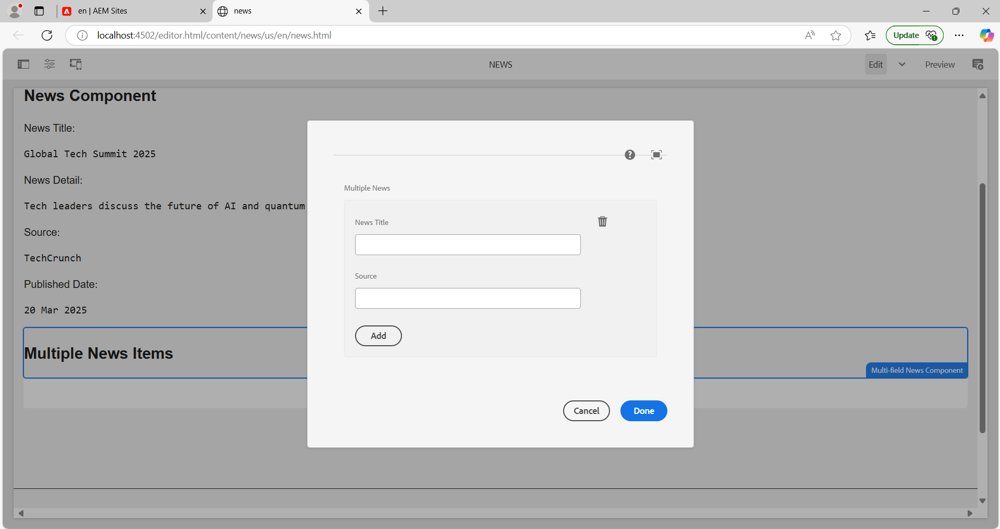 en | AEM Sites
news
localhost:4502/editor.html/content/news/us/en/news.html
Update
NEWS
Edit
Preview
News Component
News Title:
Global Tech Summit 2025
News Detail:
Tech leaders discuss the future of AI and quantum
Source:
TechCrunch
Published Date:
20 Mar 2025
Multiple News Items
Multi-field News Component
Multiple News
News Title
Source
Add
Cancel
Done